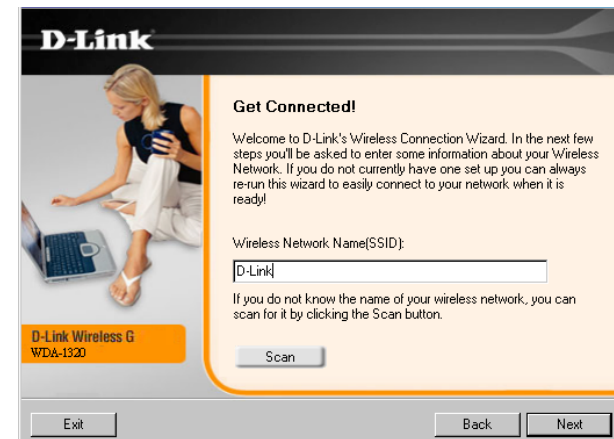 D-Link
Get Connected!
Welcome to D-Link's Wireless Connection Wizard. In the next few
steps you'll be asked to enter some information about your Wireless
Network. If you do not currently have one set up you can always
re-run this wizard to easily connect to your network when it is
ready!
Wireless Network Name(SSID):
D-Link
If you do not know the name of your wireless network, you can
scan for it by clicking the Scan button.
Scan
D-Link Wireless G
WDA-1320
Exit
Back
Next